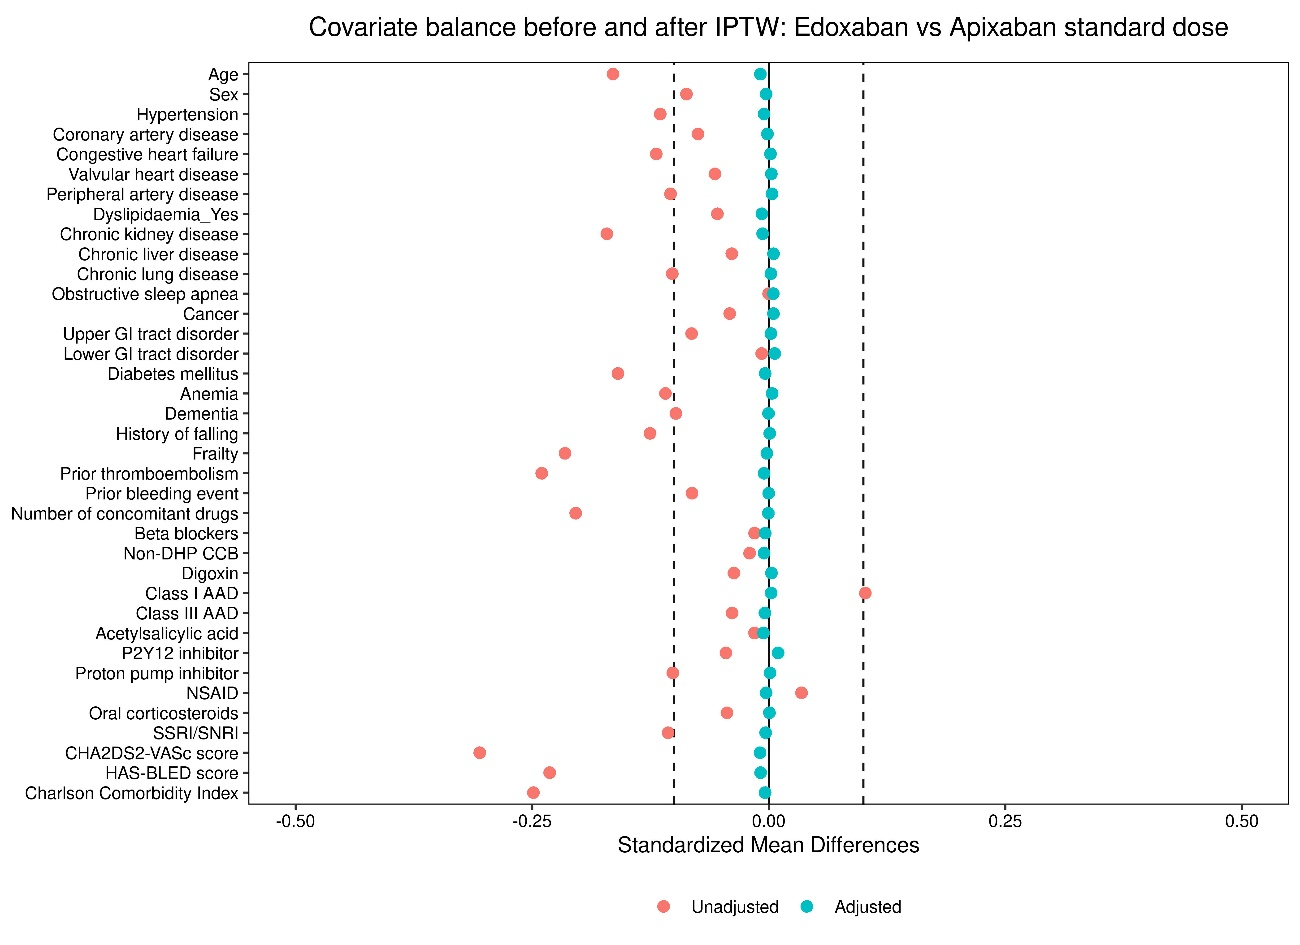 Covariate balance before and after IPTW: Edoxaban vs Apixaban standard dose
Age
Sex
Hypertension
Coronary artery disease
Congestive heart failure
Valvular heart disease
Peripheral artery disease
Dyslipidaemia_Yes
Chronic kidney disease
Chronic liver disease
Chronic lung disease
Obstructive sleep apnea
Cancer
Upper GI tract disorder
Lower GI tract disorder
Diabetes mellitus
Anemia
Dementia
History of falling
Frailty
Prior thromboembolism
Prior bleeding event
Number of concomitant drugs
Beta blockers
Non-DHP CCB
Digoxin
Class I AAD
Class III AAD
Acetylsalicylic acid
P2Y12 inhibitor
Proton pump inhibitor
NSAID
Oral corticosteroids
SSRI/SNRI
CHA2DS2-VASc score
HAS-BLED score
Charlson Comorbidity Index
-0.50 -0.25 0.00 0.25 0.50
Standardized Mean Differences
Unadjusted Adjusted